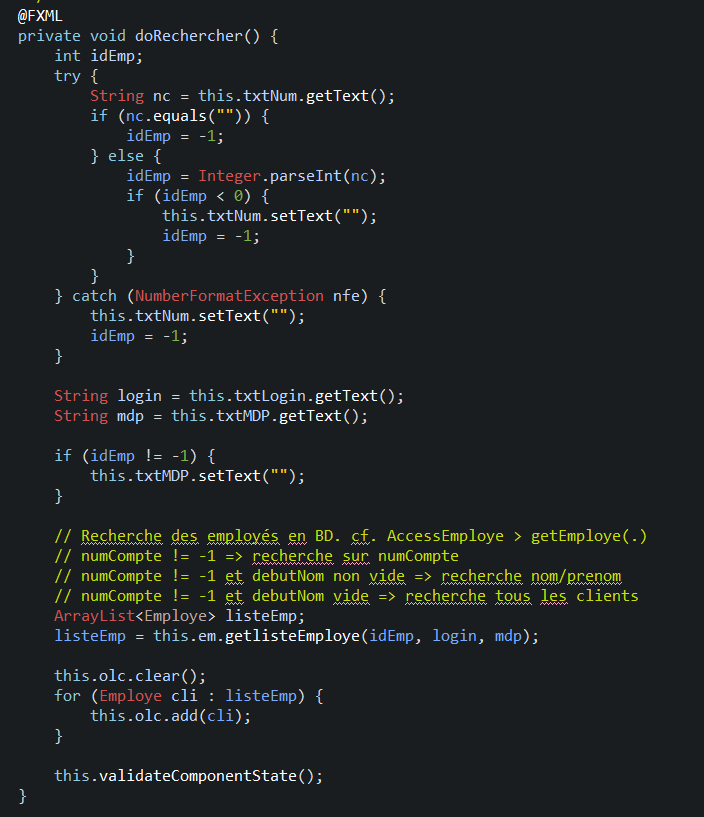 @FXML
private void doRechercher() {
    int idEmp;
    try {
        String nc = this.txtNum.getText();
        if (nc.equals("")) {
            idEmp = -1;
        } else {
            idEmp = Integer.parseInt(nc);
            if (idEmp < 0) {
                this.txtNum.setText("");
                idEmp = -1;
            }
        }
    } catch (NumberFormatException nfe) {
        this.txtNum.setText("");
        idEmp = -1;
    }

    String login = this.txtLogin.getText();
    String mdp = this.txtMDP.getText();

    if (idEmp != -1) {
        this.txtMDP.setText("");
    }

    // Recherche des employés en BD. cf. AccessEmploye > getEmploye(.)
    // numCompte != -1 => recherche sur numCompte
    // numCompte != -1 et debutNom non vide => recherche nom/prenom
    // numCompte != -1 et debutNom vide => recherche tous les clients
    ArrayList<Employe> listeEmp;
    listeEmp = this.em.getlisteEmploye(idEmp, login, mdp);

    this.olc.clear();
    for (Employe cli : listeEmp) {
        this.olc.add(cli);
    }

    this.validateComponentState();
}